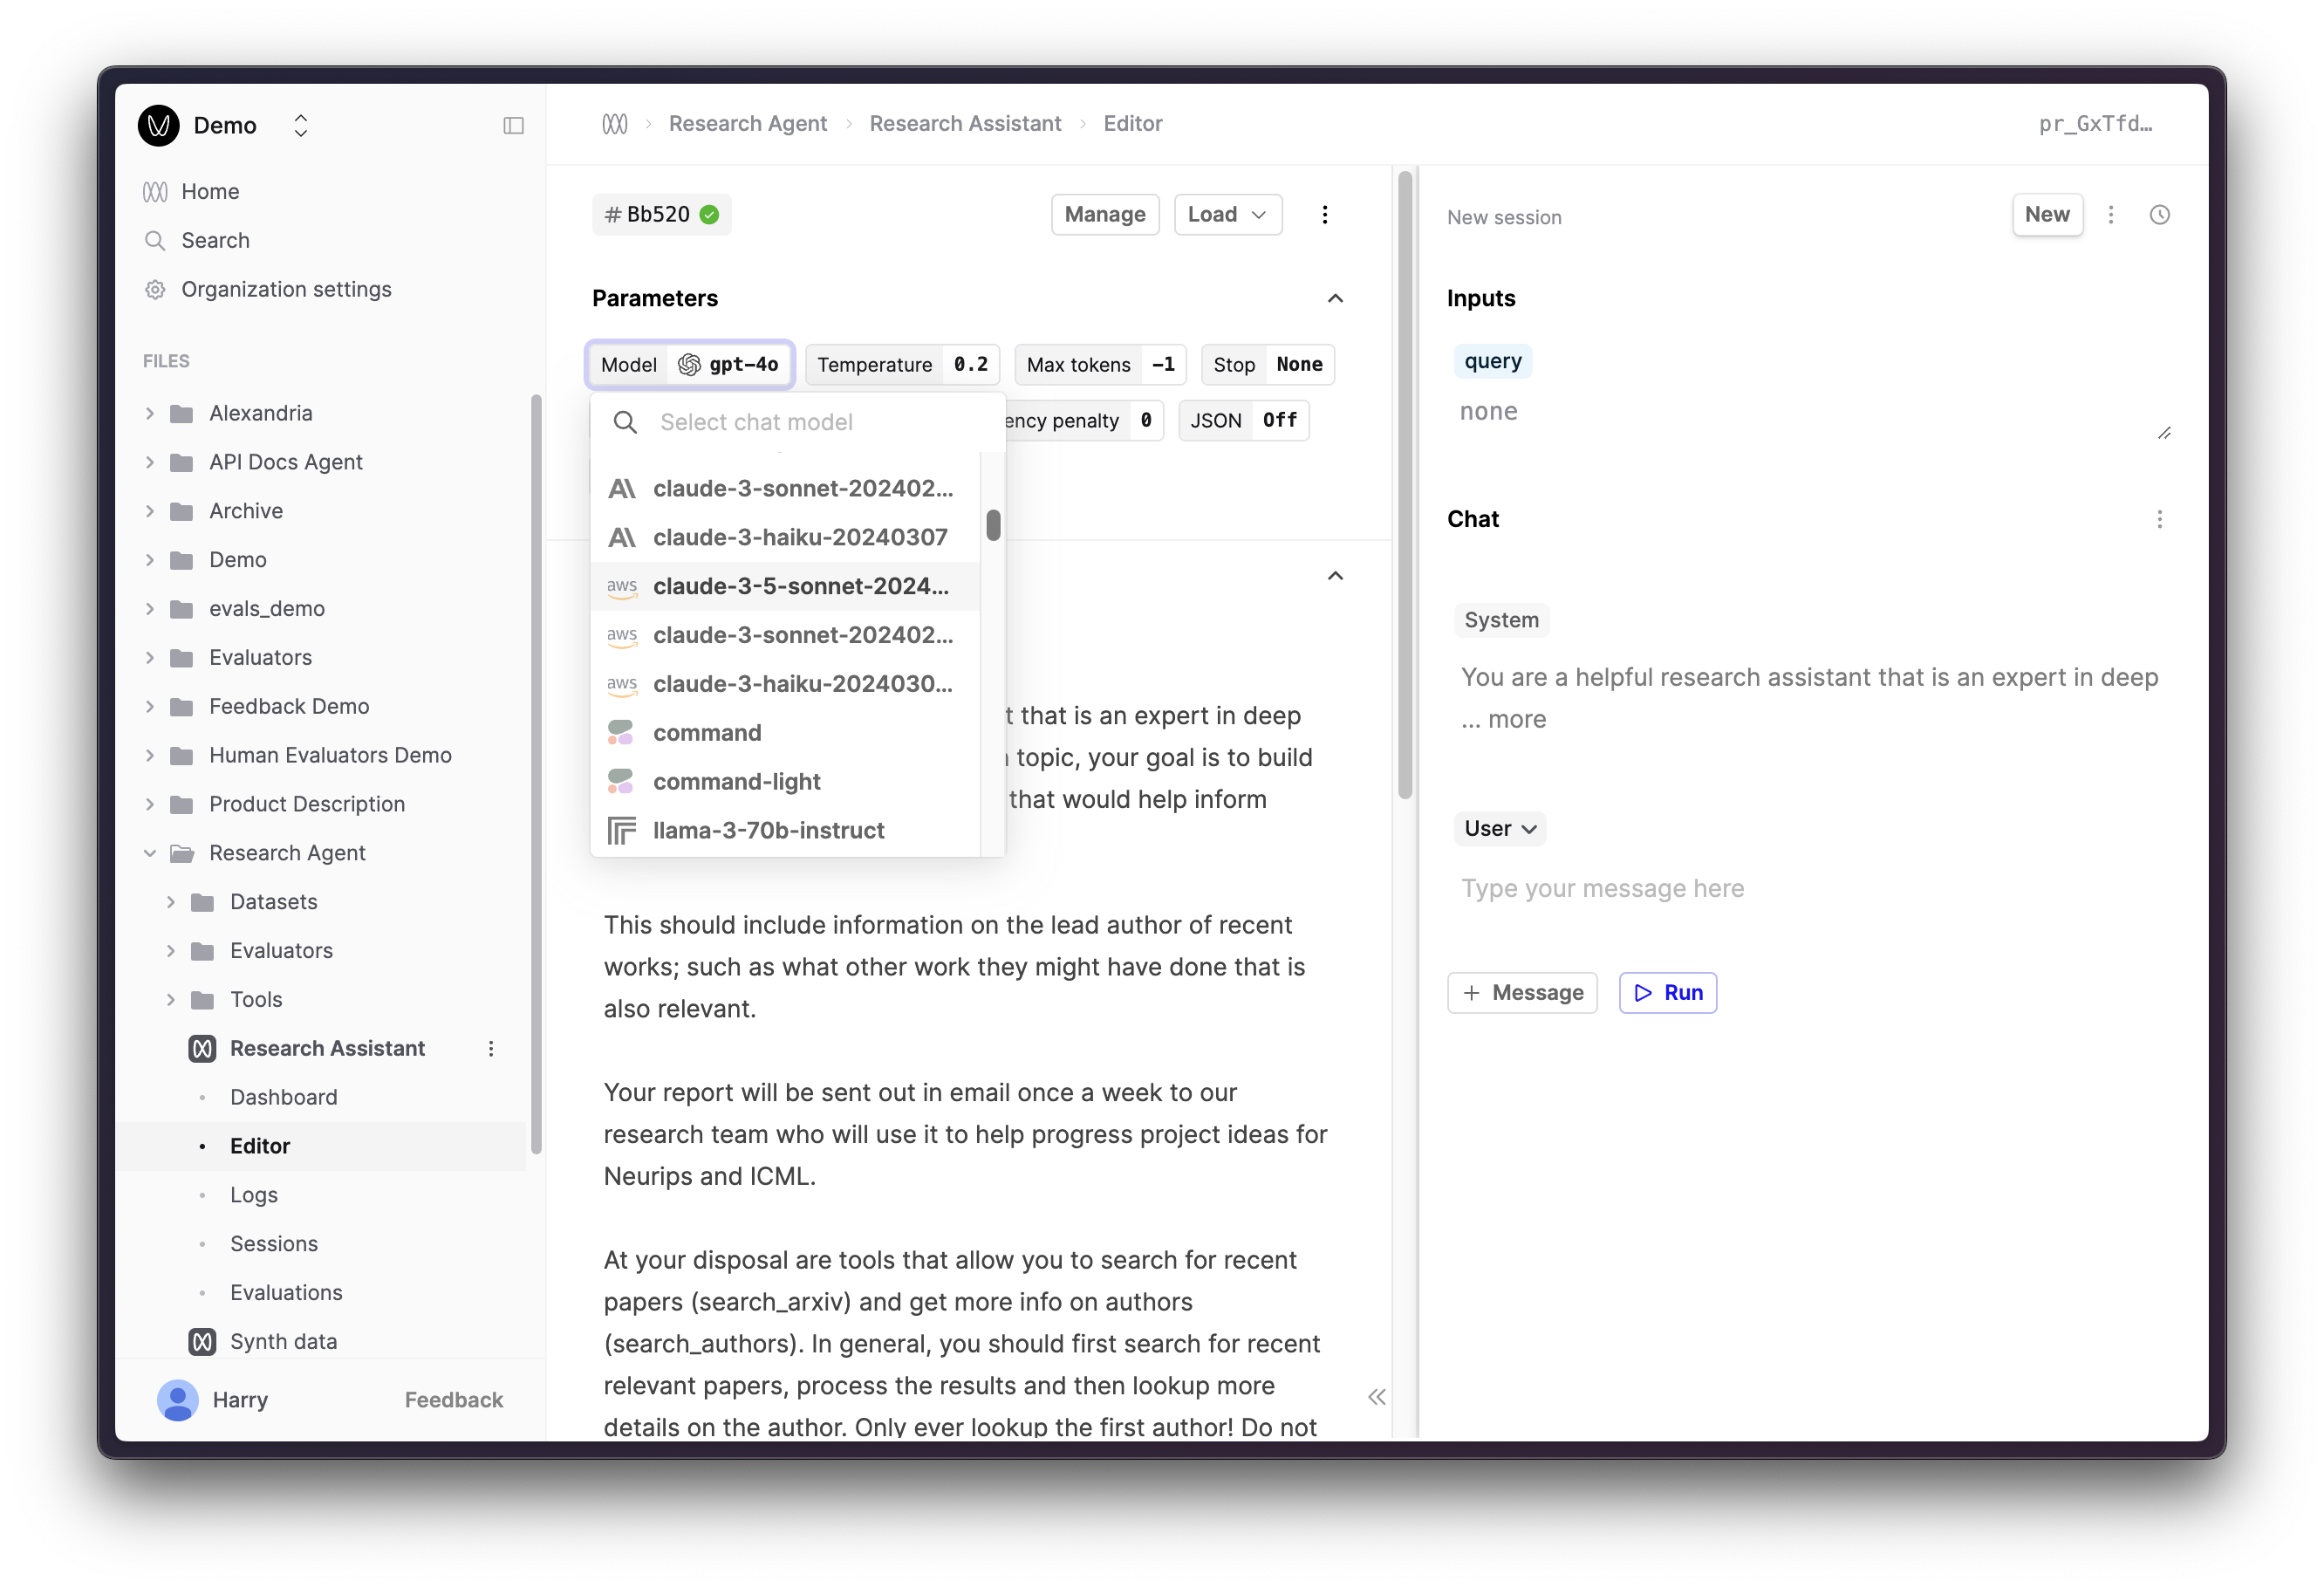 Demo
Home
Search
Organization settings
FILES
Alexandria
API Docs Agent
Archive
Demo
evals_demo
Evaluators
Feedback Demo
Human Evaluators Demo
Product Description
Research Agent
Datasets
Evaluators
Tools
Research Assistant
Dashboard
Editor
Logs
Sessions
Evaluations
Synth data
Harry
Feedback
Research Agent
Research Assistant
Editor
pr_GxTfd…
# Bb520
Manage
Load
Parameters
Model gpt-4o
Temperature 0.2
Max tokens -1
Stop None
penalty 0
JSON Off
Select chat model
claude-3-sonnet-202402...
claude-3-haiku-20240307
aws claude-3-5-sonnet-2024...
aws claude-3-sonnet-202402...
aws claude-3-haiku-2024030...
command
command-light
llama-3-70b-instruct
that is an expert in deep
topic, your goal is to build
that would help inform
This should include information on the lead author of recent
works; such as what other work they might have done that is
also relevant.
Your report will be sent out in email once a week to our
research team who will use it to help progress project ideas for
Neurips and ICML.
At your disposal are tools that allow you to search for recent
papers (search_arxiv) and get more info on authors
(search_authors). In general, you should first search for recent
relevant papers, process the results and then lookup more
details on the author. Only ever lookup the first author! Do not
New session
New
Inputs
query
none
Chat
System
You are a helpful research assistant that is an expert in deep
... more
User
Type your message here
+ Message
Run